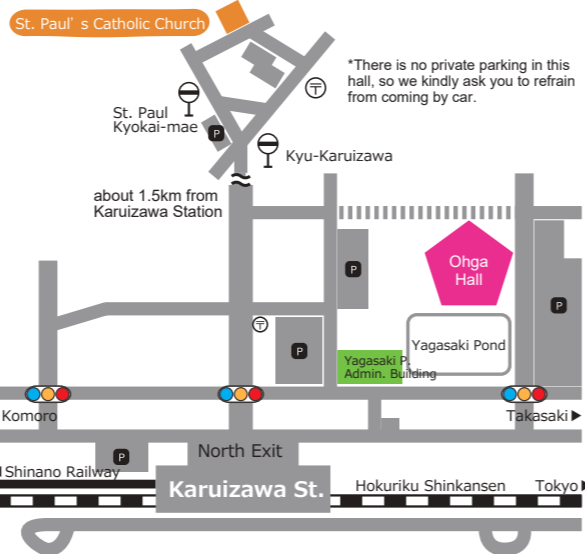 St. Paul’s Catholic Church
*There is no private parking in this
hall, so we kindly ask you to refrain
from coming by car.
〒
St. Paul
Kyokai-mae
P
Kyu-Karuizawa
about 1.5km from
Karuizawa Station
Ohga
Hall
P
P
〒
P
Yagasaki Pond
Yagasaki P.
Admin. Building
Komoro
Takasaki ▶
North Exit
P
Shinano Railway
Karuizawa St.
Hokuriku Shinkansen
Tokyo